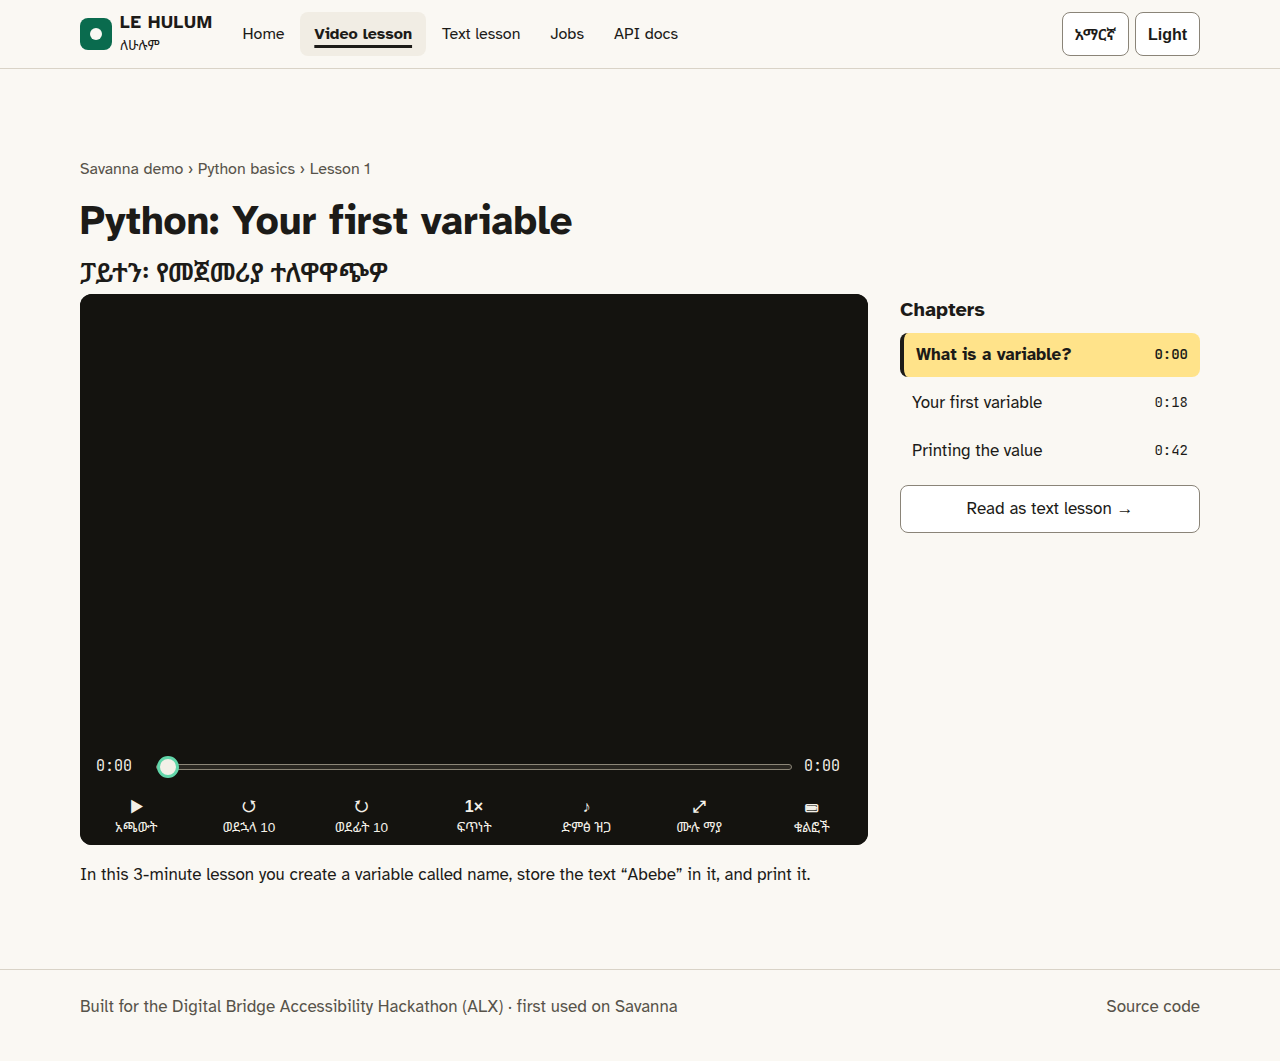 LE HULUM
ለሁሉም
Home
Video lesson
Text lesson
Jobs
API docs
አማርኛ
Light
Savanna demo › Python basics › Lesson 1
Python: Your first variable
ፓይተን፡ የመጀመሪያ ተለዋዋጭዎ
0:00
0:00
▶
አጫውት
↺
ወደኋላ 10
↻
ወደፊት 10
1×
ፍጥነት
♪
ድምፅ ዝጋ
⤢
ሙሉ ማያ
ቁልፎች
Chapters
What is a variable? 0:00
Your first variable 0:18
Printing the value 0:42
Read as text lesson →
In this 3-minute lesson you create a variable called name, store the text “Abebe” in it, and print it.
Built for the Digital Bridge Accessibility Hackathon (ALX) · first used on Savanna
Source code